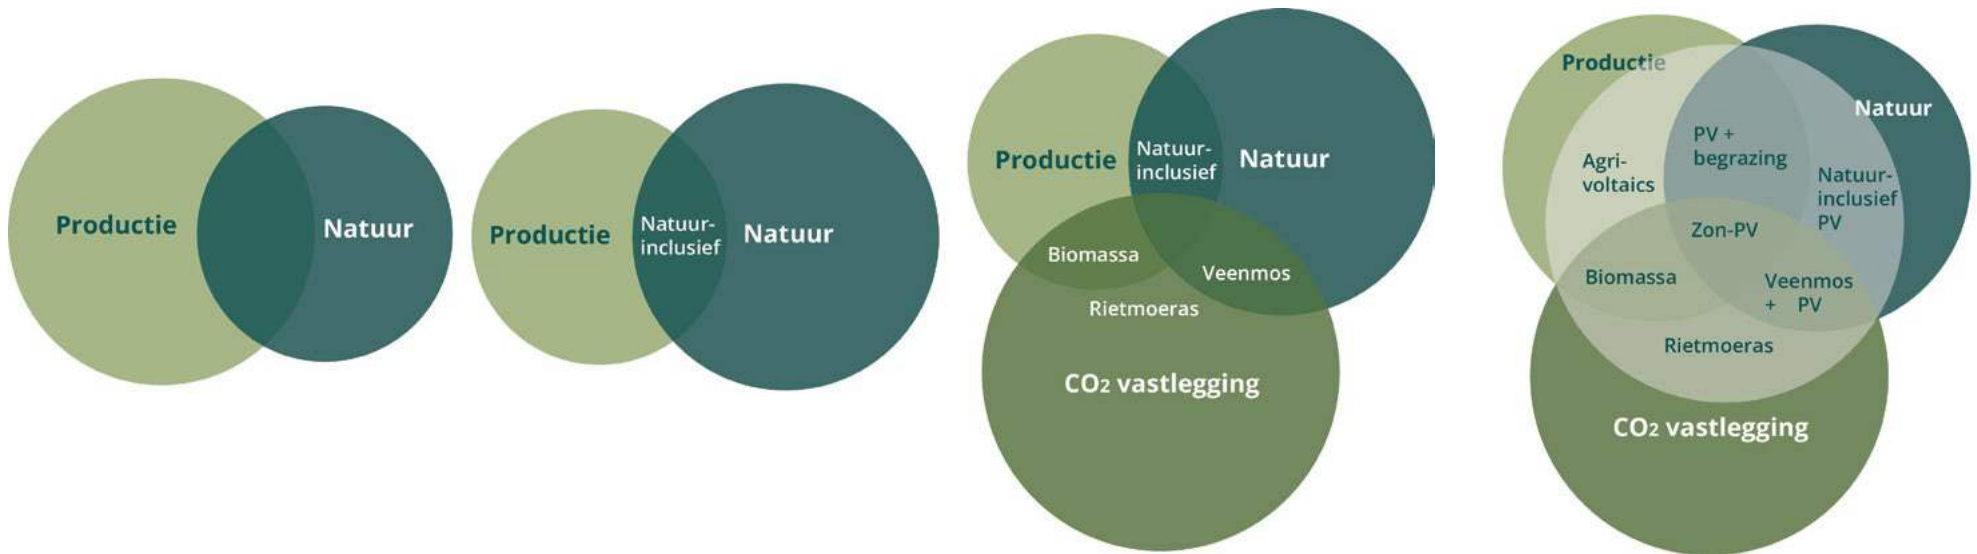 Productie
Natuur
Productie
Natuur-
inclusief
Natuur
Productie
Natuur-
inclusief
Natuur
Biomassa
Veenmos
Rietmoeras
CO2 vastlegging
Productie
Natuur
PV +
begrazing
Agri-
voltaics
Natuur-
inclusief
PV
Zon-PV
Biomassa
Veenmos
+ PV
Rietmoeras
CO2 vastlegging